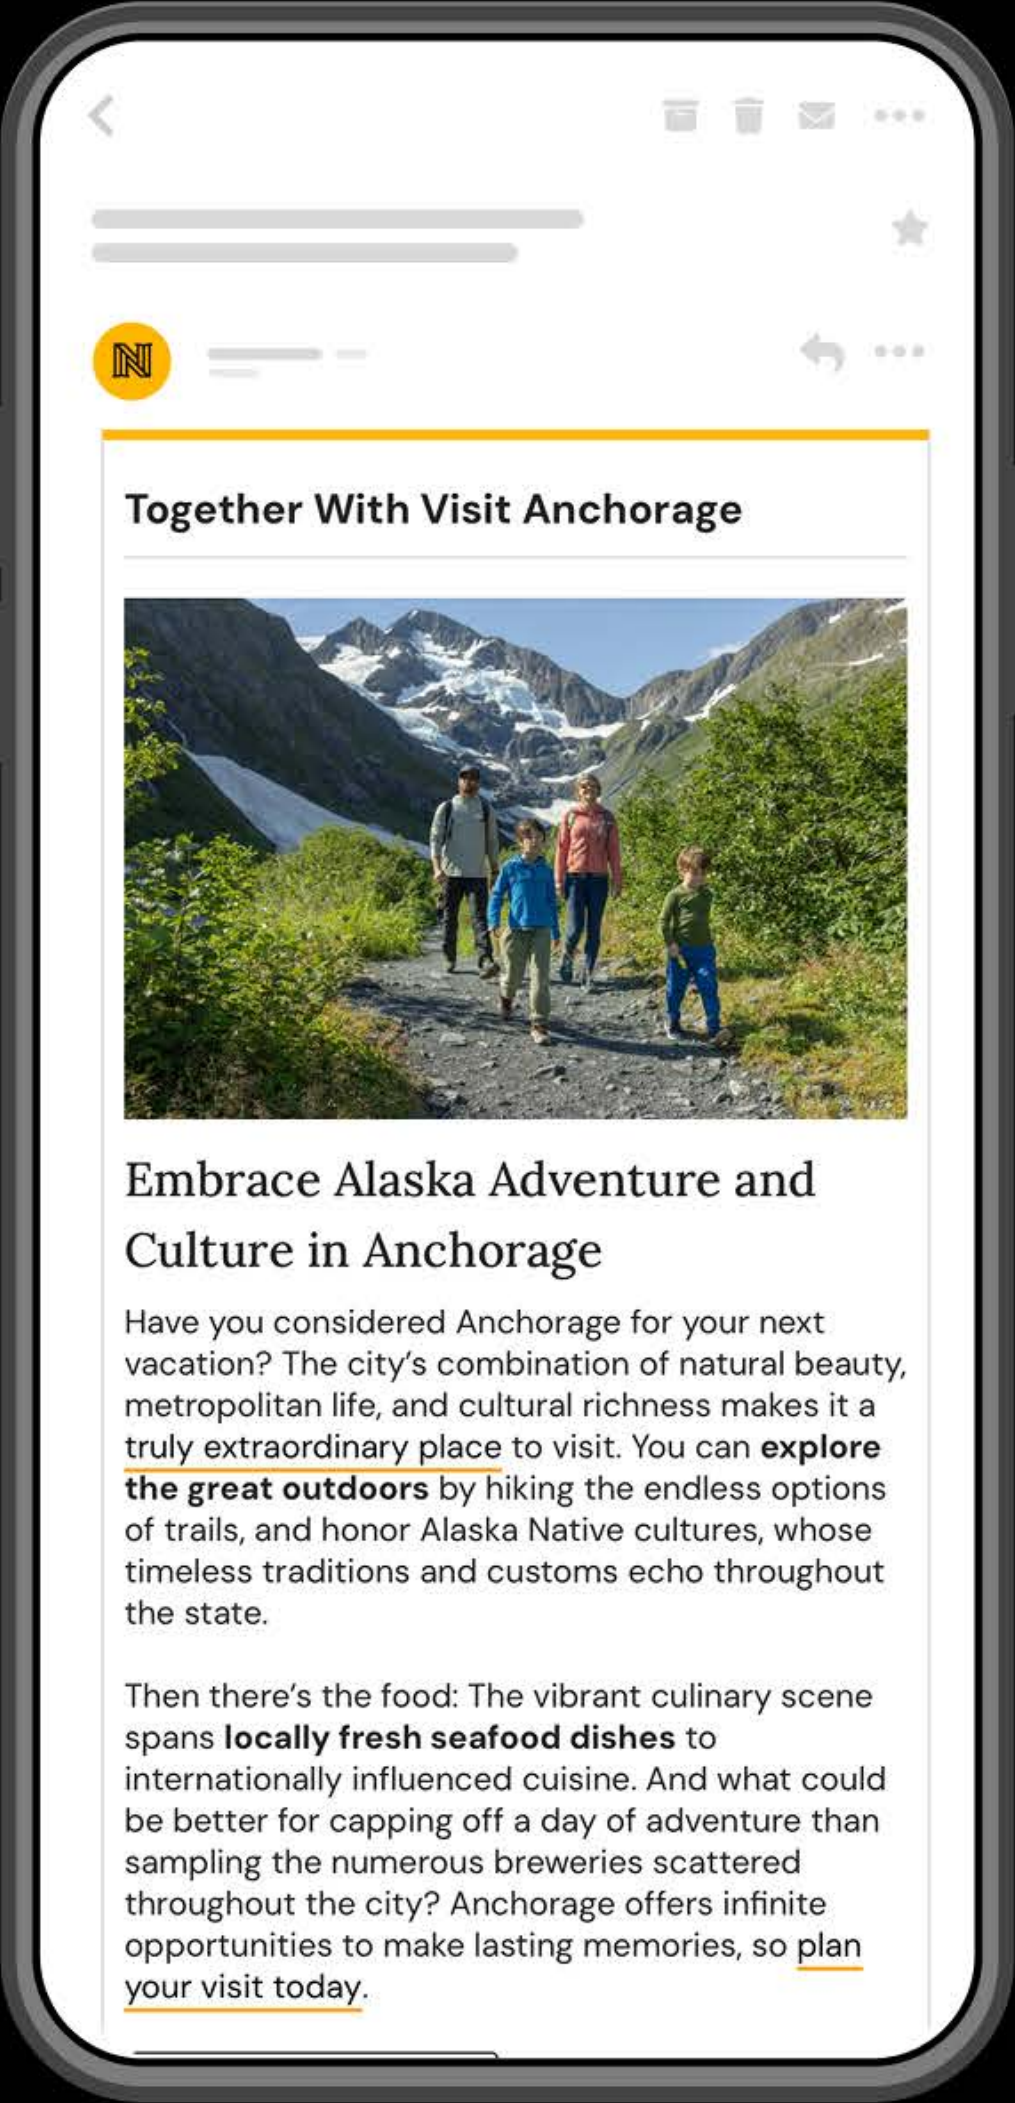 N
Together With Visit Anchorage
Embrace Alaska Adventure and
Culture in Anchorage
Have you considered Anchorage for your next
vacation? The city’s combination of natural beauty,
metropolitan life, and cultural richness makes it a
truly extraordinary place to visit. You can explore
the great outdoors by hiking the endless options
of trails, and honor Alaska Native cultures, whose
timeless traditions and customs echo throughout
the state.
Then there’s the food: The vibrant culinary scene
spans locally fresh seafood dishes to
internationally influenced cuisine. And what could
be better for capping off a day of adventure than
sampling the numerous breweries scattered
throughout the city? Anchorage offers infinite
opportunities to make lasting memories, so plan
your visit today.